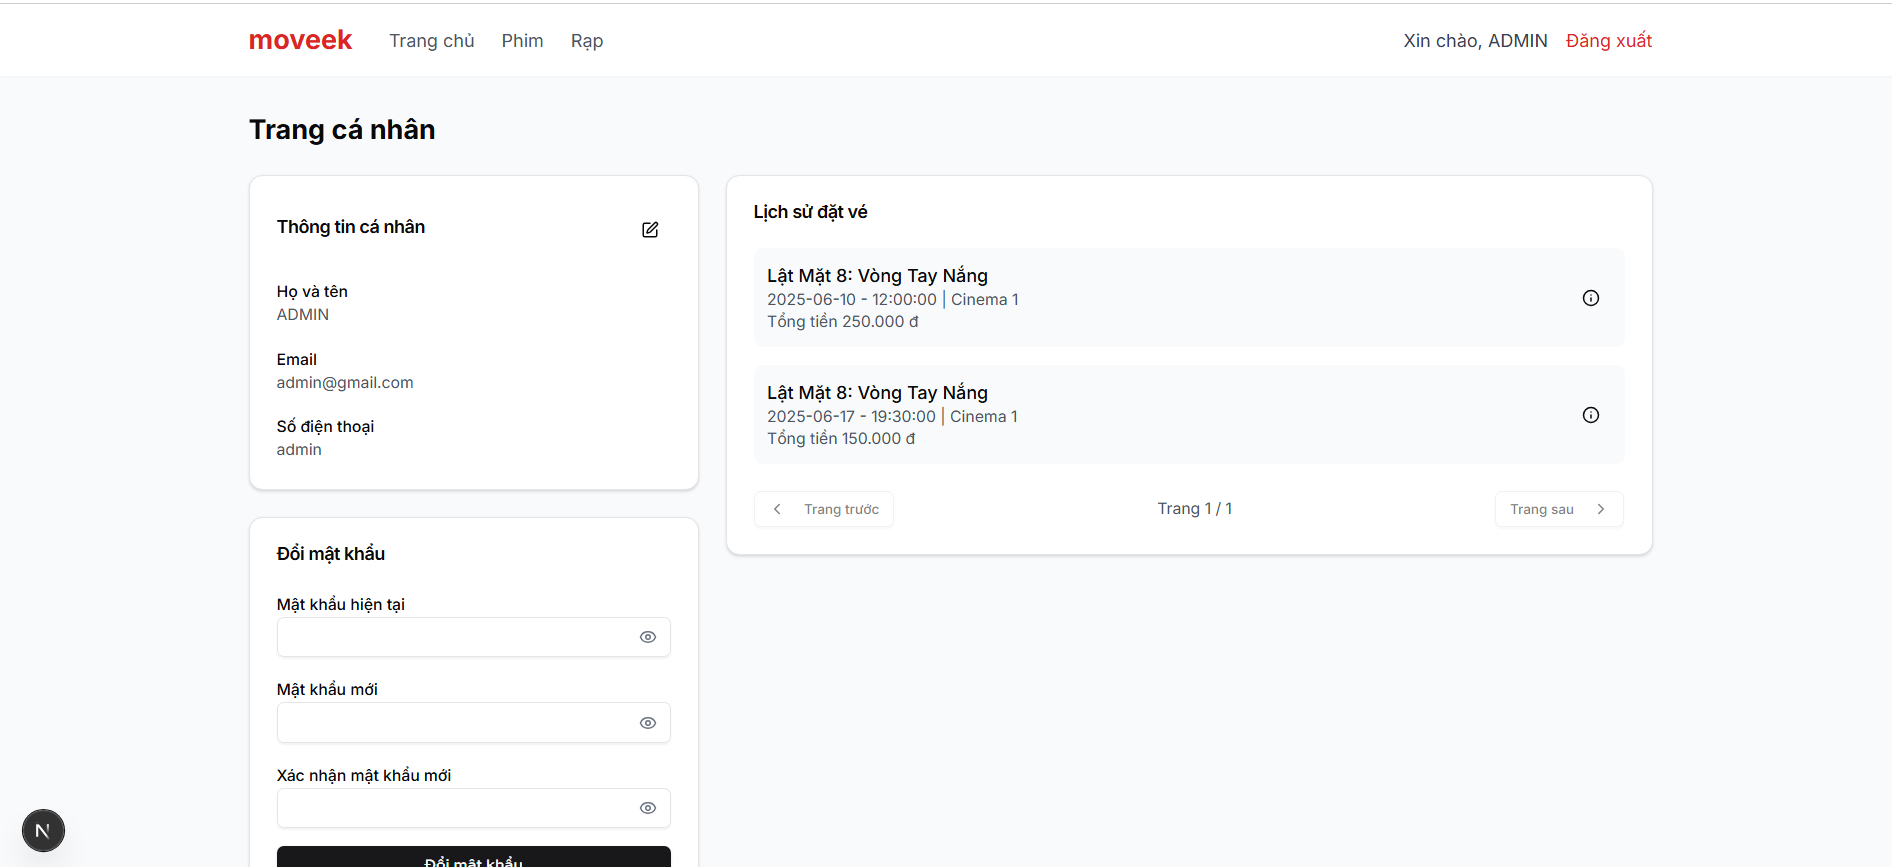 moveek Trang chủ Phim Rạp Xin chào, ADMIN Đăng xuất
Trang cá nhân
Thông tin cá nhân
Họ và tên
ADMIN
Email
admin@gmail.com
Số điện thoại
admin
Đổi mật khẩu
Mật khẩu hiện tại
Mật khẩu mới
Xác nhận mật khẩu mới
Đổi mật khẩu
Lịch sử đặt vé
Lật Mặt 8: Vòng Tay Nắng
2025-06-10 - 12:00:00 | Cinema 1
Tổng tiền 250.000 đ
Lật Mặt 8: Vòng Tay Nắng
2025-06-17 - 19:30:00 | Cinema 1
Tổng tiền 150.000 đ
Trang trước Trang 1 / 1 Trang sau
N